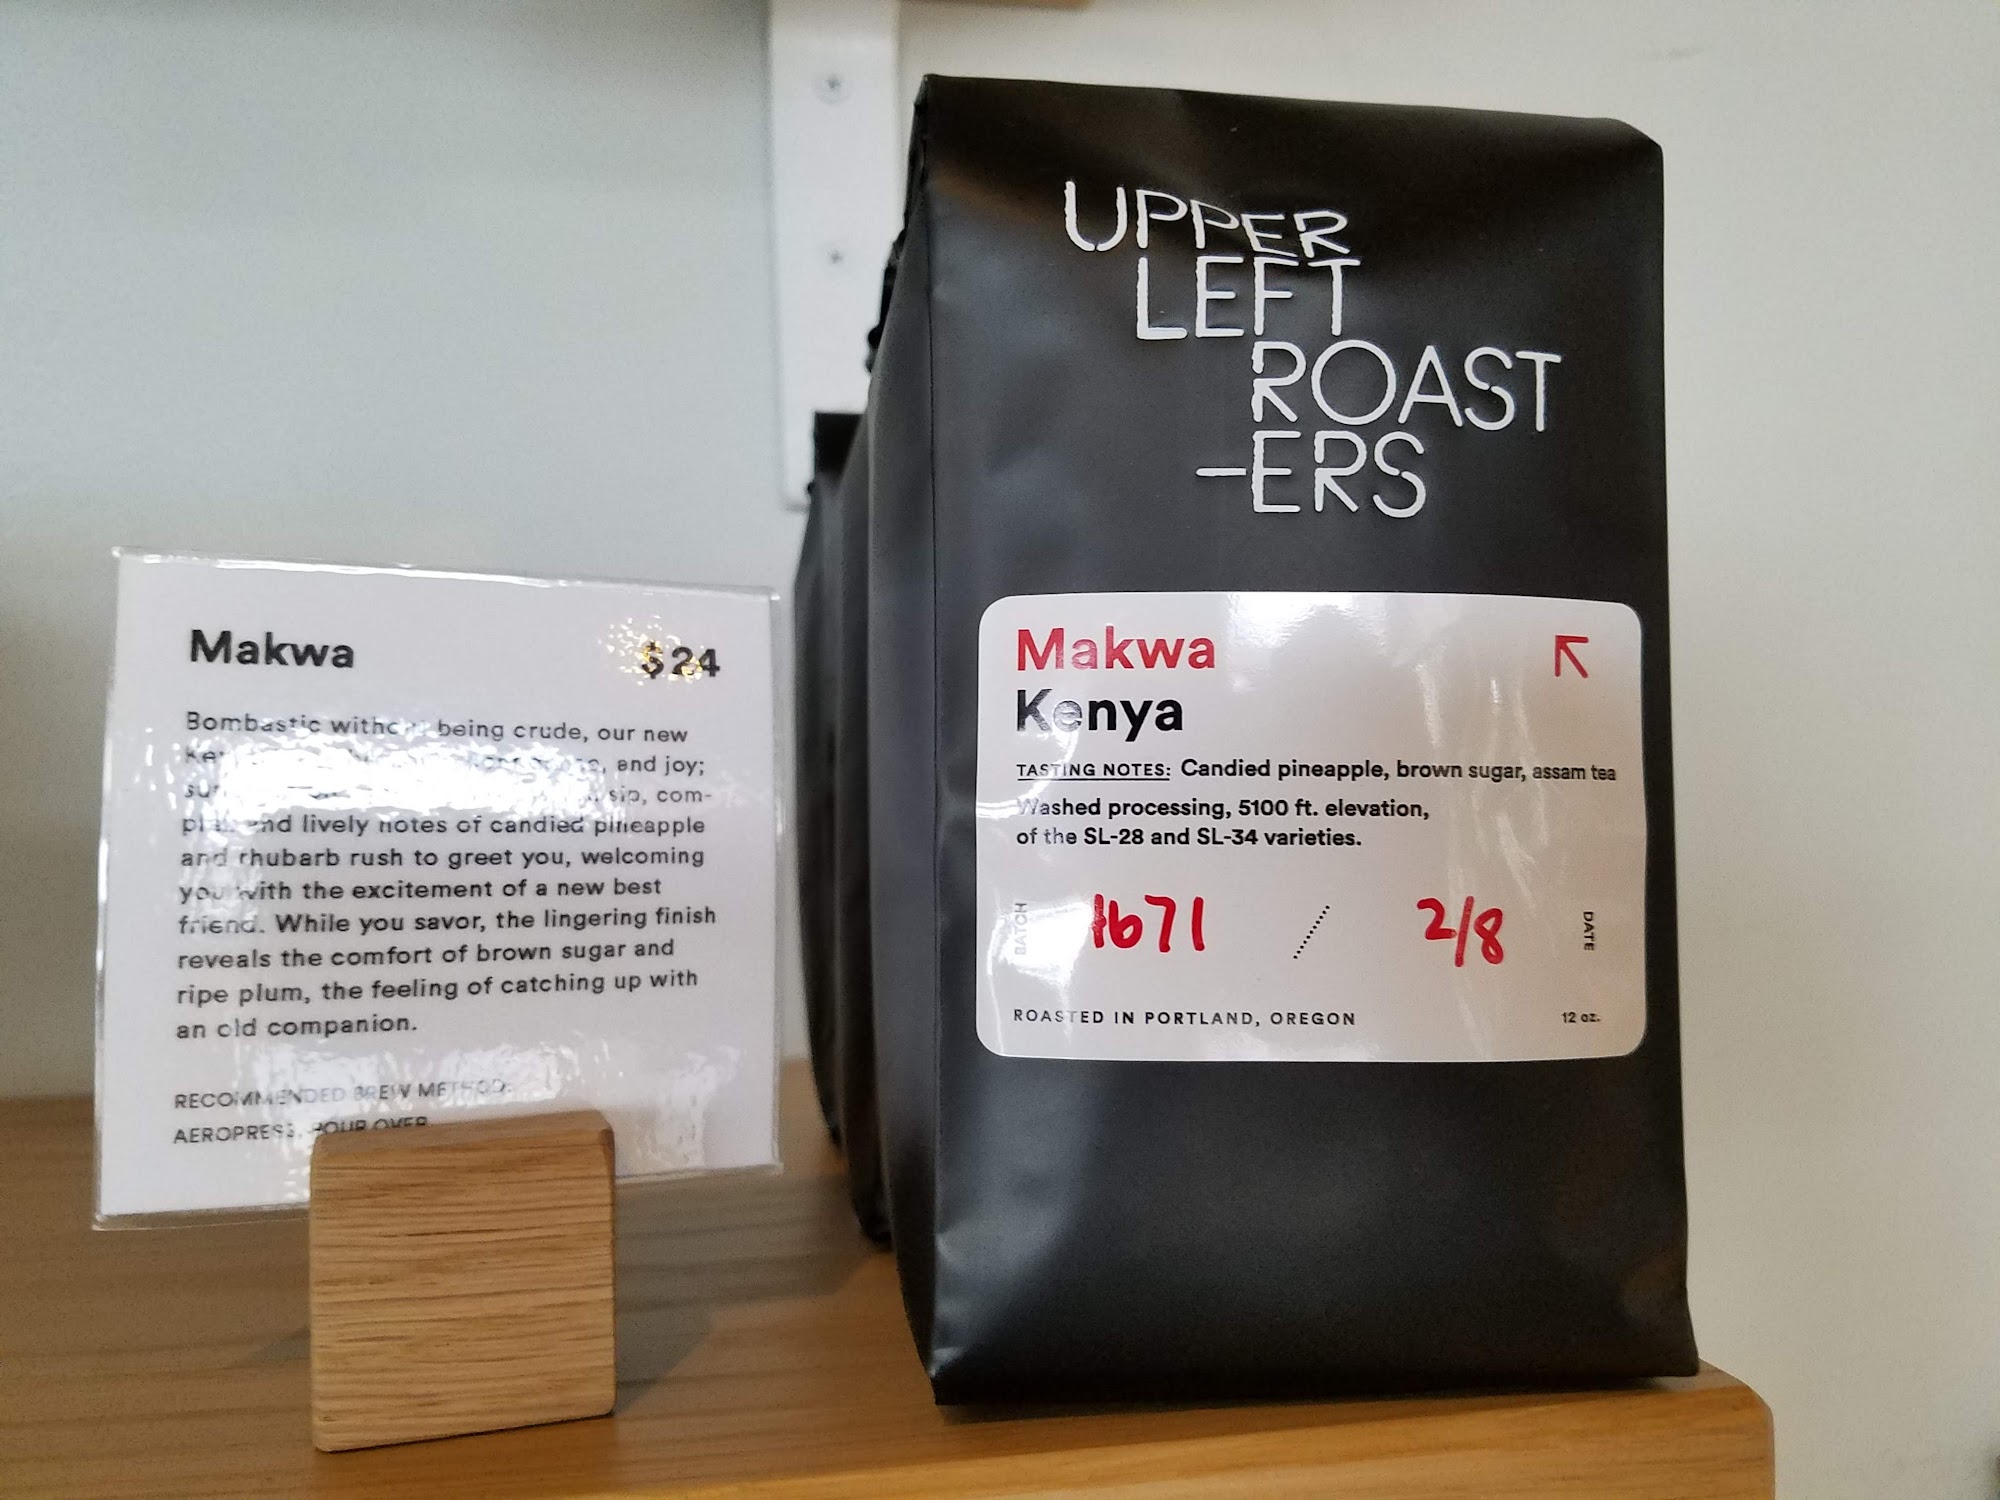 Makwa
$24
Bombastic without being crude, our new
and joy;
sip, com-
and lively notes of candied pineapple
and rhubarb rush to greet you, welcoming
you with the excitement of a new best
friend. While you savor, the lingering finish
reveals the comfort of brown sugar and
ripe plum, the feeling of catching up with
an old companion.
RECOMMENDED BREW METHOD:
AEROPRESS, POUR OVER
UPPER
LEFT
ROAST
-ERS
Makwa
Kenya
TASTING NOTES: Candied pineapple, brown sugar, assam tea
Washed processing, 5100 ft. elevation,
of the SL-28 and SL-34 varieties.
BATCH 1671 / 2/8 DATE
ROASTED IN PORTLAND, OREGON 12 oz.